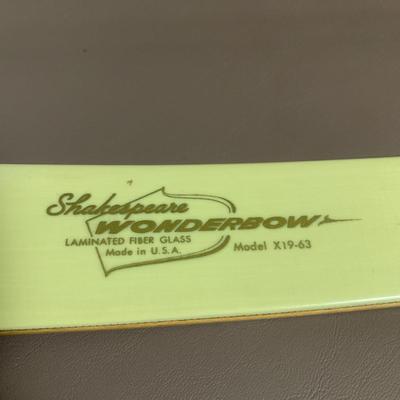 Shakespeare
WONDERBOW
LAMINATED FIBER GLASS
Made in U.S.A.
Model X19-63